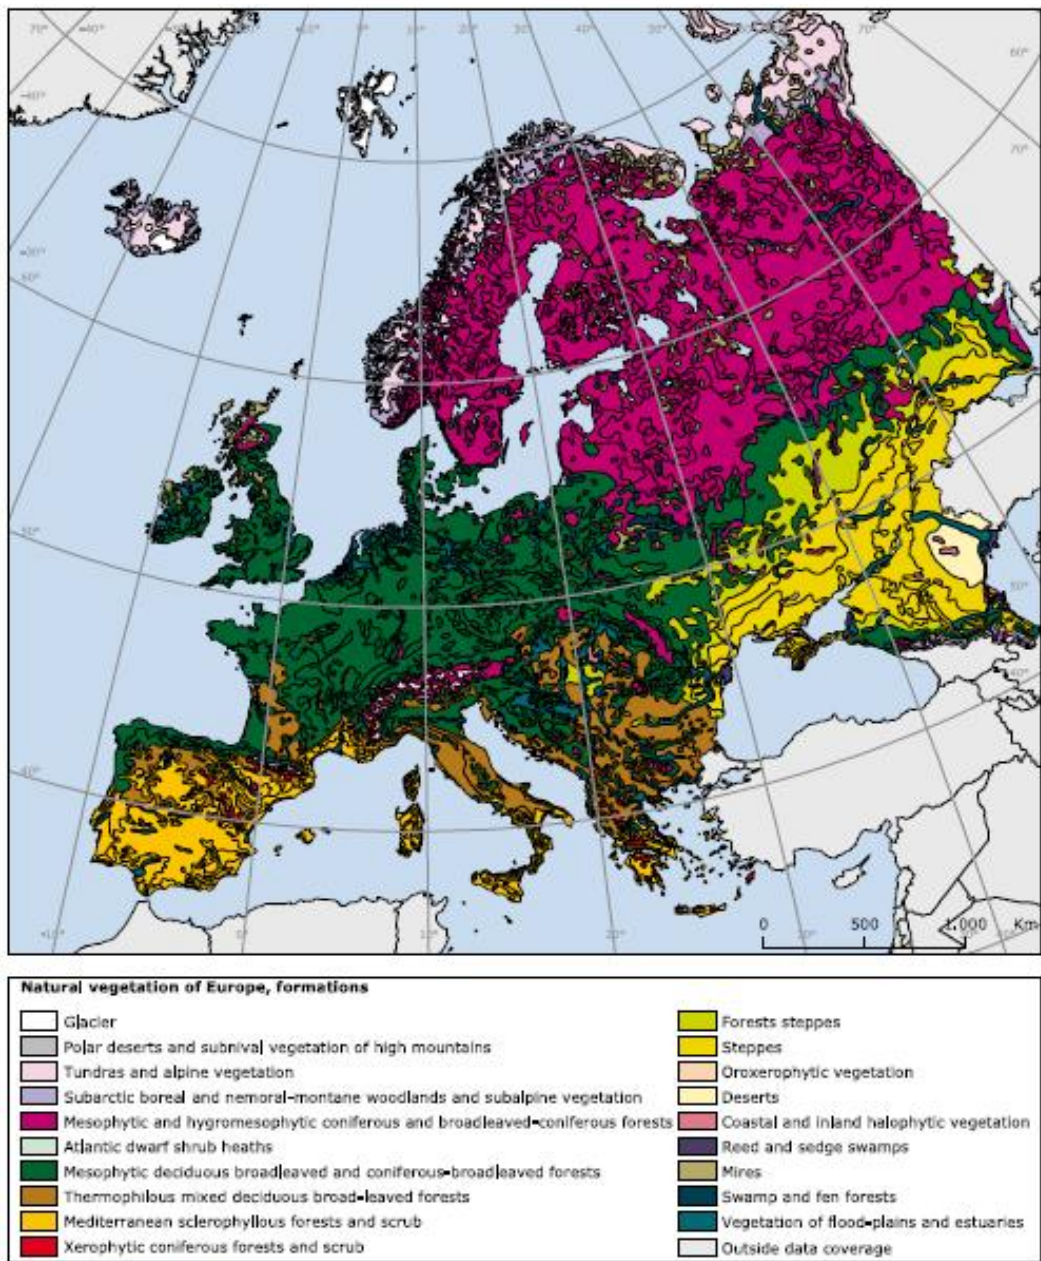 70°
60°
70°
50°
0
500
1.000
Km
Natural vegetation of Europe, formations
Glacier
Polar deserts and subnival vegetation of high mountains
Tundras and alpine vegetation
Subarctic boreal and nemoral-montane woodlands and subalpine vegetation
Mesophytic and hygromesophytic coniferous and broadleaved-coniferous forests
Atlantic dwarf shrub heaths
Mesophytic deciduous broadleaved and coniferous-broadleaved forests
Thermophilous mixed deciduous broad-leaved forests
Mediterranean sclerophyllous forests and scrub
Xerophytic coniferous forests and scrub
Forests steppes
Steppes
Oroxerophytic vegetation
Deserts
Coastal and inland halophytic vegetation
Reed and sedge swamps
Mires
Swamp and fen forests
Vegetation of flood-plains and estuaries
Outside data coverage